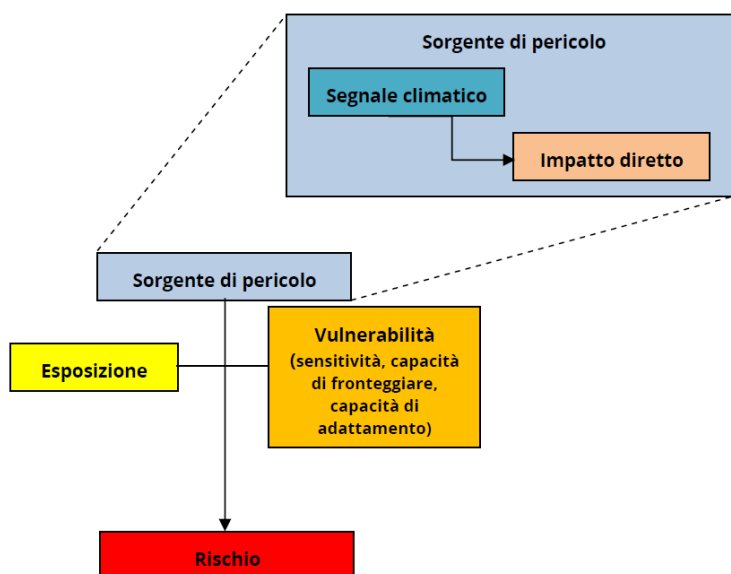 Sorgente di pericolo
Segnale climatico
Impatto diretto
Sorgente di pericolo
Esposizione
Vulnerabilità
(sensitività, capacità
di fronteggiare,
capacità di
adattamento)
Rischio